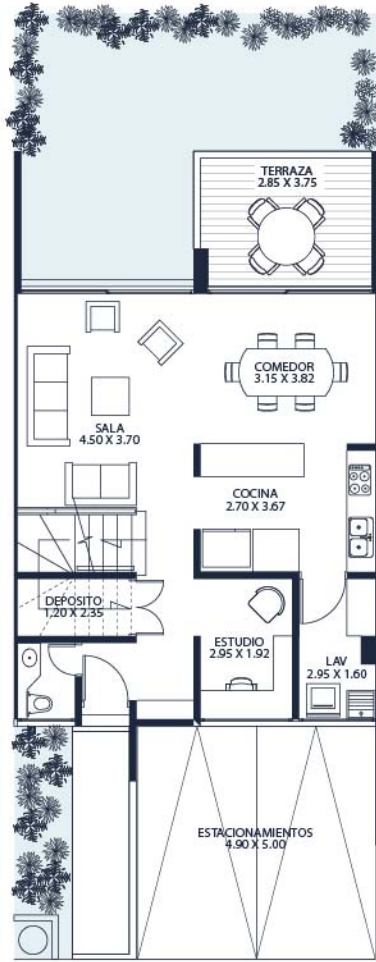 TERRAZA
2.85 X 3.75
COMEDOR
3.15 X 3.82
SALA
4.50 X 3.70
COCINA
2.70 X 3.67
DEPOSITO
1.20 X 2.35
ESTUDIO
2.95 X 1.92
LAV
2.95 X 1.60
ESTACIONAMIENTOS
4.90 X 5.00